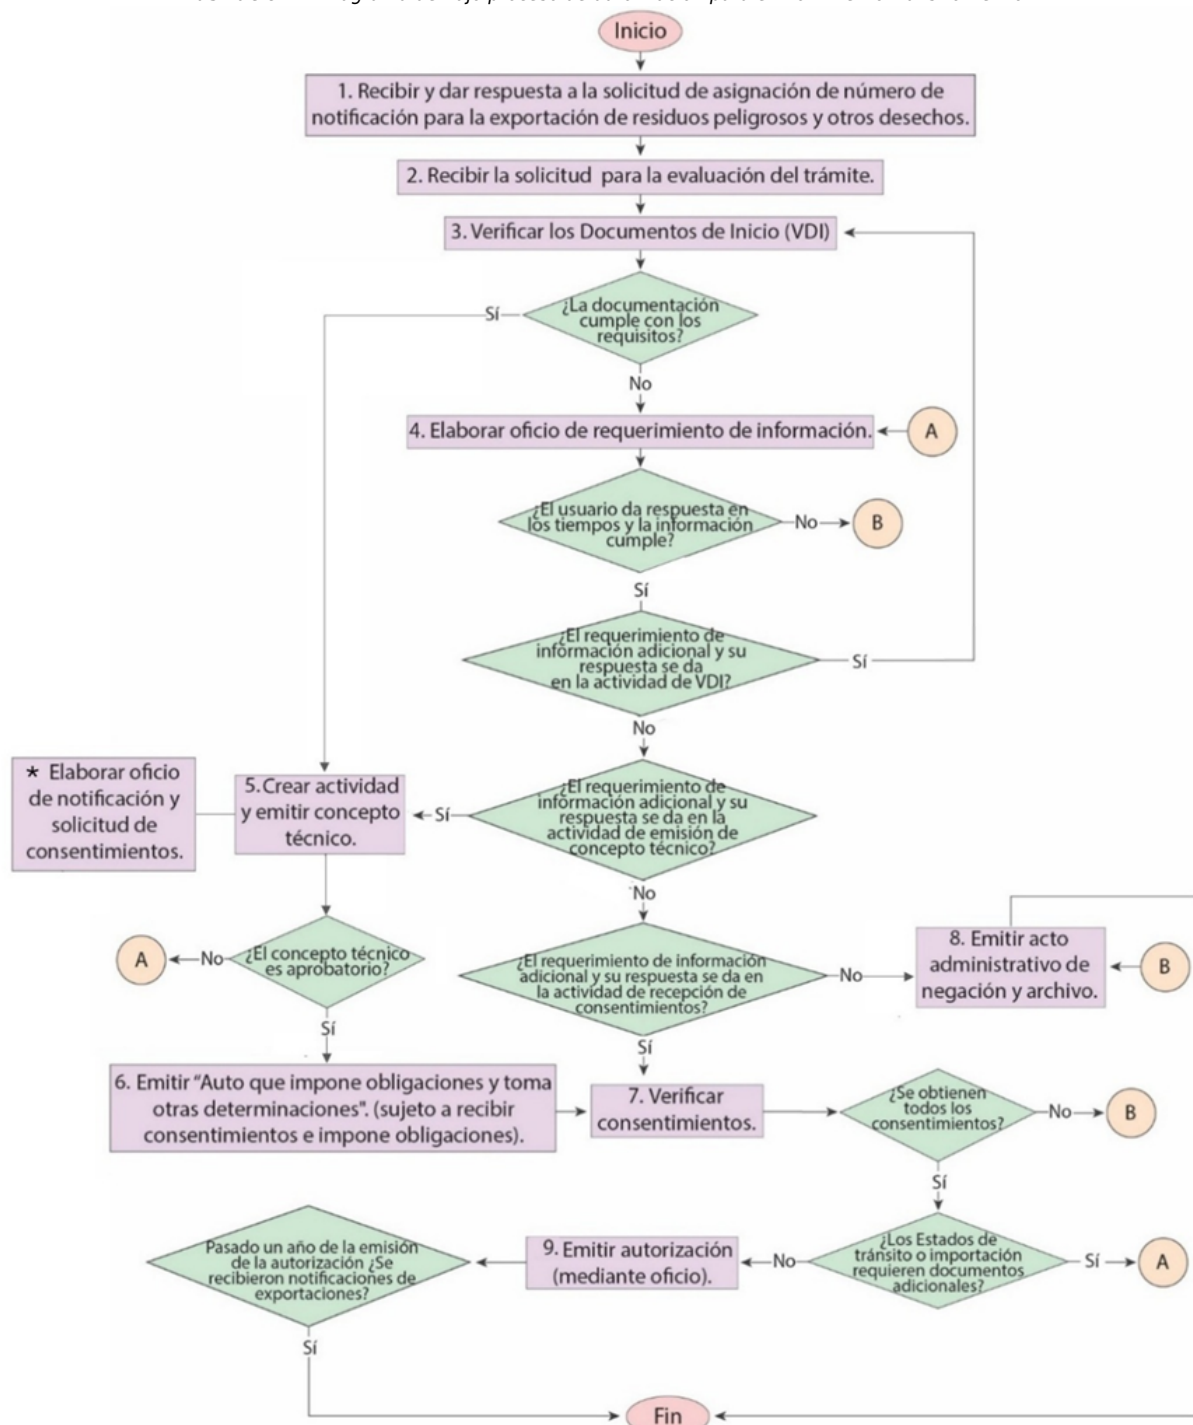 Inicio
1. Recibir y dar respuesta a la solicitud de asignación de número de
notificación para la exportación de residuos peligrosos y otros desechos.
2. Recibir la solicitud para la evaluación del trámite.
3. Verificar los Documentos de Inicio (VDI)
¿La documentación
cumple con los
requisitos?
Sí
No
4. Elaborar oficio de requerimiento de información.
A
¿El usuario da respuesta en
los tiempos y la información
cumple?
No
B
Sí
¿El requerimiento de
información adicional y su
respuesta se da
en la actividad de VDI?
Sí
No
* Elaborar oficio
de notificación y
solicitud de
consentimientos.
5.Crear actividad
y emitir concepto
técnico.
Sí
¿El requerimiento de
información adicional y su
respuesta se da en la
actividad de emisión de
concepto técnico?
No
A
No
¿El concepto técnico
es aprobatorio?
Sí
¿El requerimiento de información
adicional y su respuesta se da en
la actividad de recepción de
consentimientos?
No
8. Emitir acto
administrativo de
negación y archivo.
B
Sí
6. Emitir “Auto que impone obligaciones y toma
otras determinaciones". (sujeto a recibir
consentimientos e impone obligaciones).
7. Verificar
consentimientos.
¿Se obtienen
todos los
consentimientos?
No
B
Sí
Pasado un año de la emisión
de la autorización ¿Se
recibieron notificaciones de
exportaciones?
9. Emitir autorización
(mediante oficio).
No
¿Los Estados de
tránsito o importación
requieren documentos
adicionales?
Sí
A
Sí
Fin